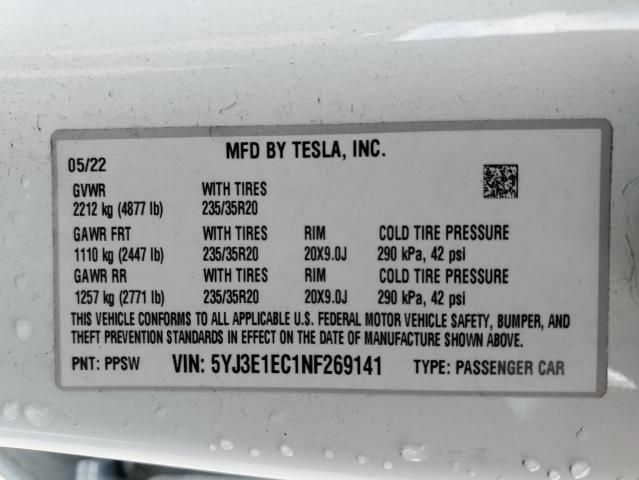 05/22 MFD BY TESLA, INC.
GVWR WITH TIRES
2212 kg (4877 lb) 235/35R20
GAWR FRT WITH TIRES RIM COLD TIRE PRESSURE
1110 kg (2447 lb) 235/35R20 20X9.0J 290 kPa, 42 psi
GAWR RR WITH TIRES RIM COLD TIRE PRESSURE
1257 kg (2771 lb) 235/35R20 20X9.0J 290 kPa, 42 psi
THIS VEHICLE CONFORMS TO ALL APPLICABLE U.S. FEDERAL MOTOR VEHICLE SAFETY, BUMPER, AND
THEFT PREVENTION STANDARDS IN EFFECT ON THE DATE OF MANUFACTURE SHOWN ABOVE.
PNT: PPSW VIN: 5YJ3E1EC1NF269141 TYPE: PASSENGER CAR